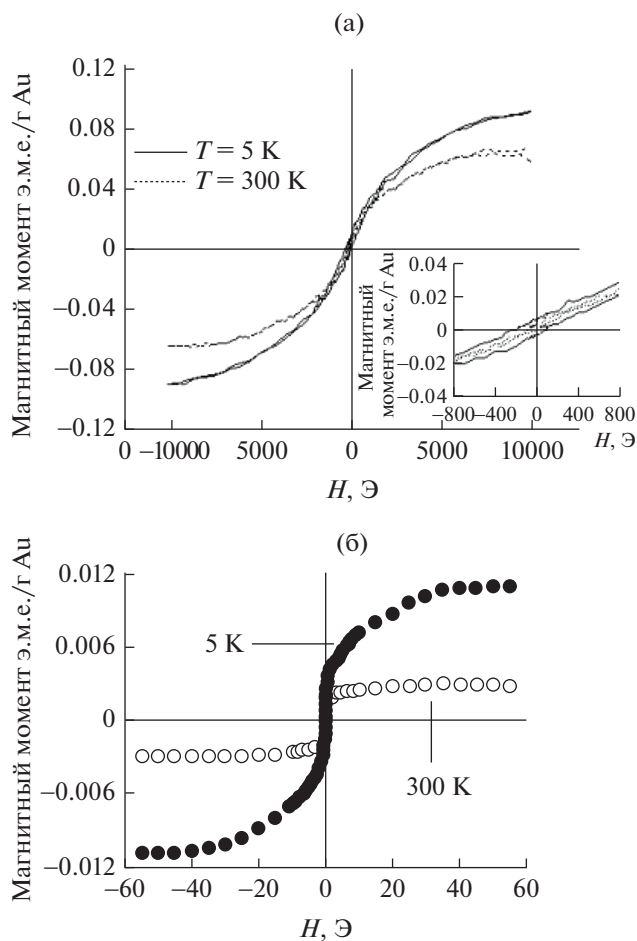 (а)
Магнитный момент э.м.е./г Au
0.12
0.08
0.04
0
−0.04
−0.08
−0.12
T = 5 K
T = 300 K
0 −10000 5000 0 5000 10000
H, Э
Магнитный
момент э.м.е./г Au
0.04
0.02
0
−0.02
−0.04
−800 −400 0 400 800
H, Э
(б)
Магнитный момент э.м.е./г Au
0.012
0.006
0
−0.006
−0.012
5 K
300 K
−60 −40 −20 0 20 40 60
H, Э